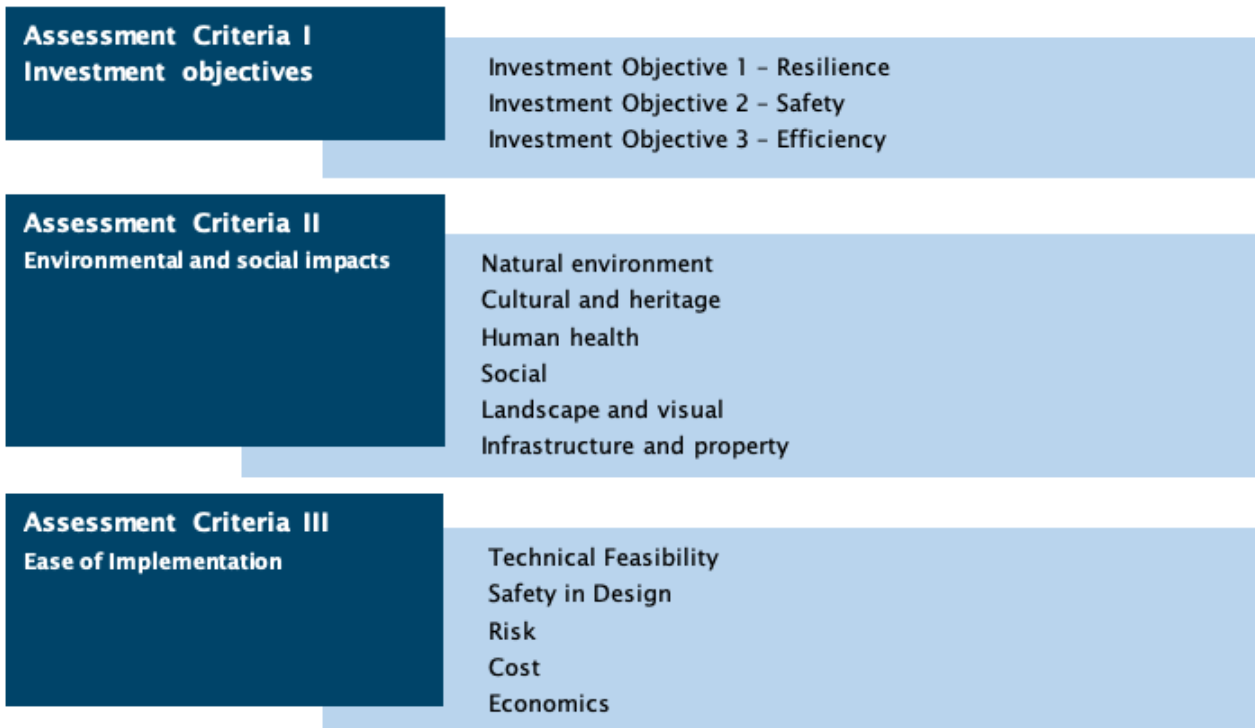 Assessment Criteria I
Investment objectives
Investment Objective 1 – Resilience
Investment Objective 2 – Safety
Investment Objective 3 – Efficiency
Assessment Criteria II
Environmental and social impacts
Natural environment
Cultural and heritage
Human health
Social
Landscape and visual
Infrastructure and property
Assessment Criteria III
Ease of Implementation
Technical Feasibility
Safety in Design
Risk
Cost
Economics